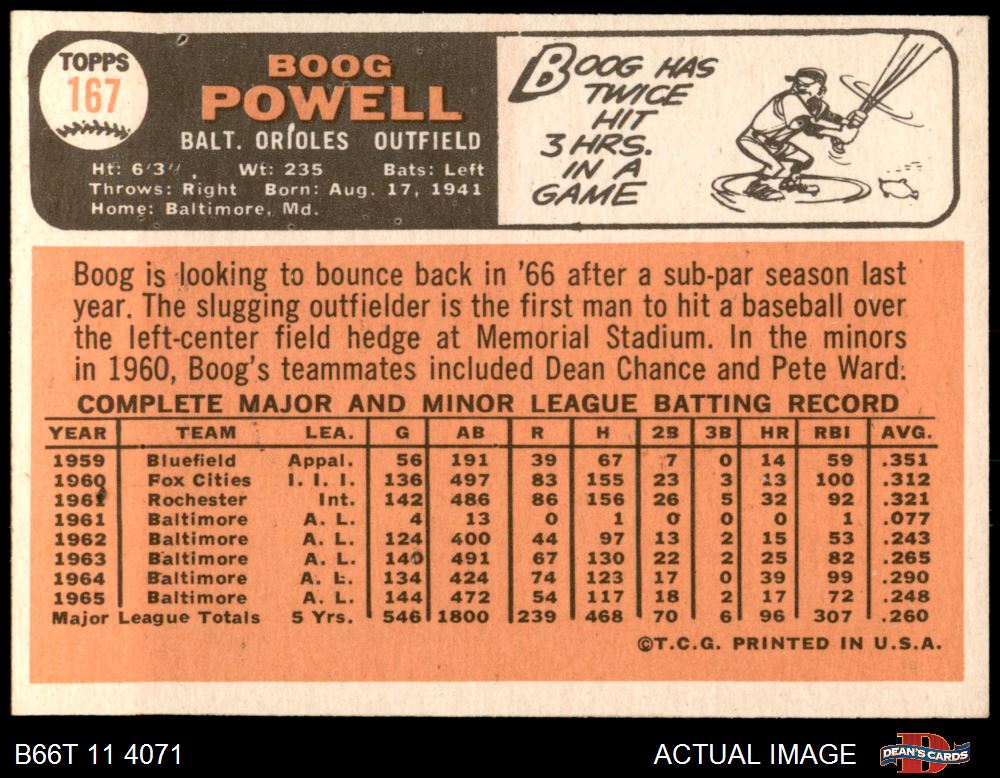 TOPPS
167
BOOG
POWELL
BALT. ORIOLES OUTFIELD
Ht: 6'3" Wt: 235 Bats: Left
Throws: Right Born: Aug. 17, 1941
Home: Baltimore, Md.
BOOG HAS
TWICE
HIT
3 HRS.
IN A
GAME
Boog is looking to bounce back in '66 after a sub-par season last
year. The slugging outfielder is the first man to hit a baseball over
the left-center field hedge at Memorial Stadium. In the minors
in 1960, Boog's teammates included Dean Chance and Pete Ward.
COMPLETE MAJOR AND MINOR LEAGUE BATTING RECORD
YEAR TEAM LEA. G AB R H 2B 3B HR RBI AVG.
1959 Bluefield Appal. 56 191 39 67 7 0 14 59 .351
1960 Fox Cities I. I. I. 136 497 83 155 23 3 13 100 .312
1961 Rochester Int. 142 486 86 156 26 5 32 92 .321
1961 Baltimore A. L. 4 13 0 1 0 0 0 1 .077
1962 Baltimore A. L. 124 400 44 97 13 2 15 53 .243
1963 Baltimore A. L. 140 491 67 130 22 2 25 82 .265
1964 Baltimore A. L. 134 424 74 123 17 0 39 99 .290
1965 Baltimore A. L. 144 472 54 117 18 2 17 72 .248
Major League Totals 5 Yrs. 546 1800 239 468 70 6 96 307 .260
©T.C.G. PRINTED IN U.S.A.
B66T 11 4071 ACTUAL IMAGE DEAN'S CARDS